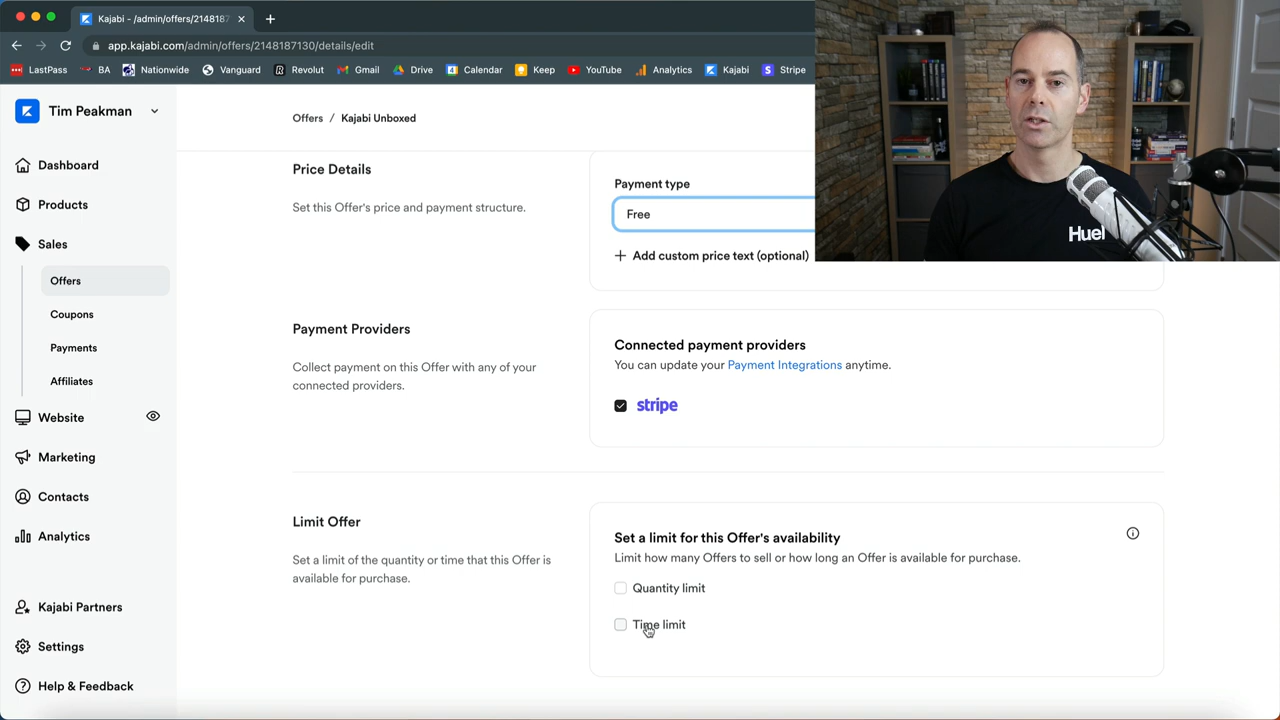 Kajabi - /admin/offers/2148187
app.kajabi.com/admin/offers/2148187130/details/edit
LastPass
BA
Nationwide
Vanguard
Revolut
Gmail
Drive
Calendar
Keep
YouTube
Analytics
Kajabi
Stripe
Tim Peakman
Dashboard
Products
Sales
Offers
Coupons
Payments
Affiliates
Website
Marketing
Contacts
Analytics
Kajabi Partners
Settings
Help & Feedback
Offers / Kajabi Unboxed
Price Details
Set this Offer's price and payment structure.
Payment type
Free
+ Add custom price text (optional)
Payment Providers
Collect payment on this Offer with any of your
connected providers.
Connected payment providers
You can update your Payment Integrations anytime.
stripe
Limit Offer
Set a limit of the quantity or time that this Offer is
available for purchase.
Set a limit for this Offer's availability
Limit how many Offers to sell or how long an Offer is available for purchase.
Quantity limit
Time limit
Huel